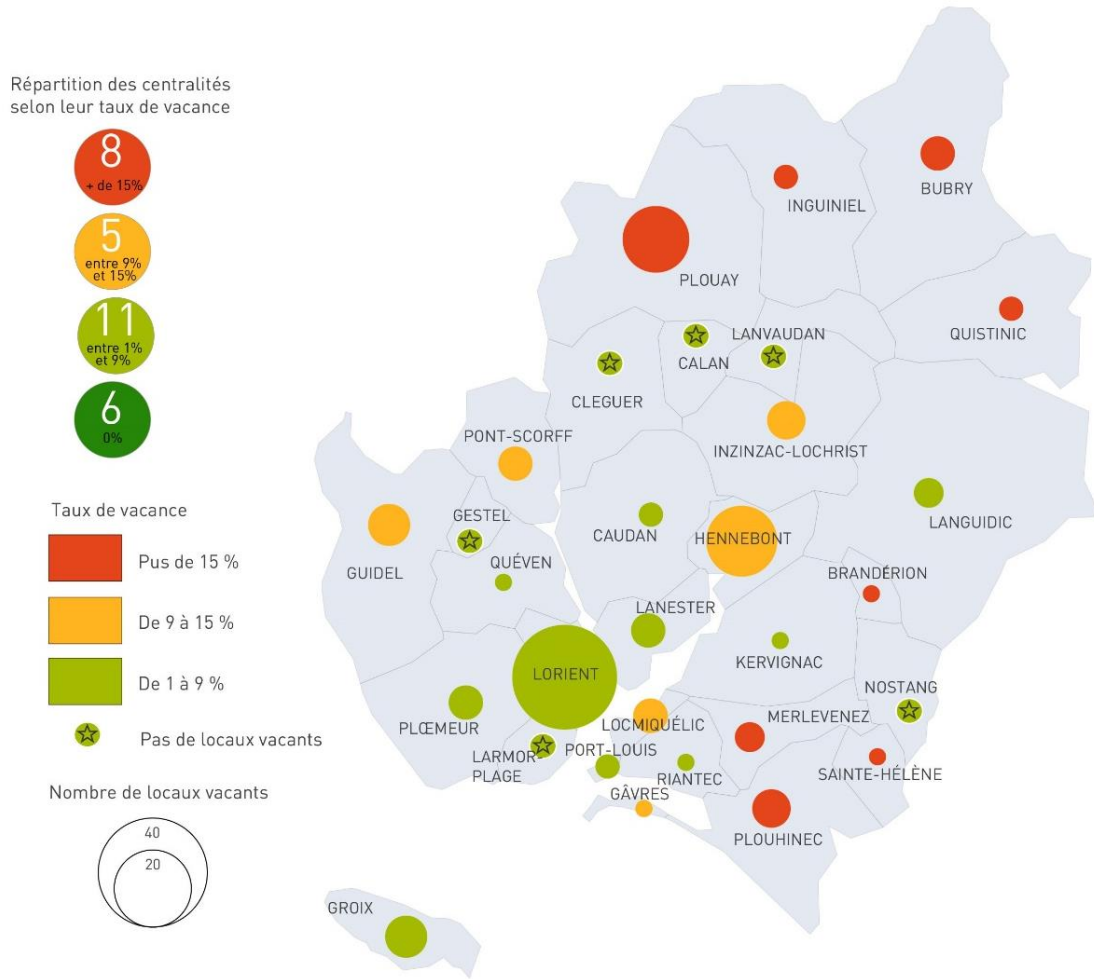 Répartition des centralités
selon leur taux de vacance
8
+ de 15%
5
entre 9%
et 15%
11
entre 1%
et 9%
6
0%
Taux de vacance
Pus de 15 %
De 9 à 15 %
De 1 à 9 %
Pas de locaux vacants
Nombre de locaux vacants
40
20
BUBRY
INGUINIEL
PLOUAY
QUISTINIC
LANVAUDAN
CALAN
CLEGUER
PONT-SCORFF
INZINZAC-LOCHRIST
LANGUIDIC
GESTEL
CAUDAN
HENNEBONT
GUIDEL
QUÉVEN
BRANDÉRION
LANESTER
KERVIGNAC
LORIENT
NOSTANG
PLŒMEUR
LOCMIQUÉLIC
MERLEVENEZ
LARMOR-
PLAGE
PORT-LOUIS
RIANTEC
SAINTE-HÉLÈNE
GÂVRES
PLOUHINEC
GROIX